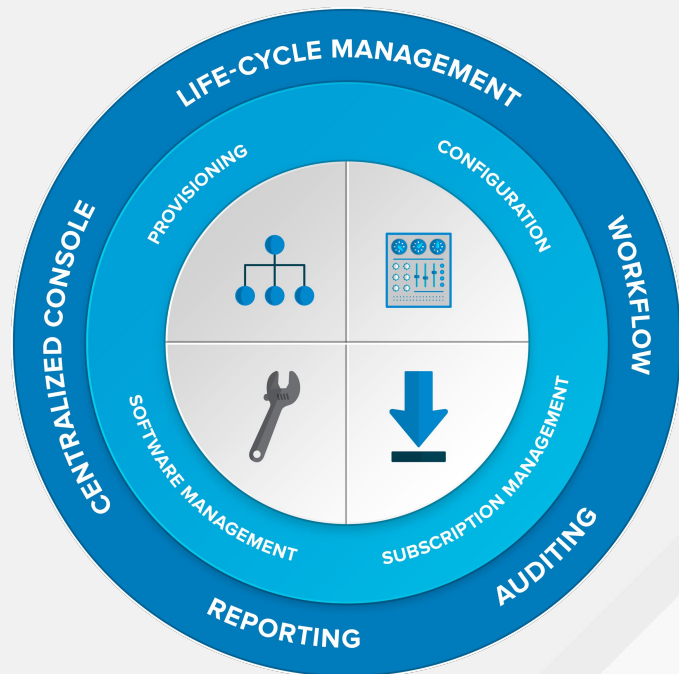 LIFE-CYCLE MANAGEMENT
WORKFLOW
AUDITING
REPORTING
CENTRALIZED CONSOLE
PROVISIONING
CONFIGURATION
SUBSCRIPTION MANAGEMENT
SOFTWARE MANAGEMENT